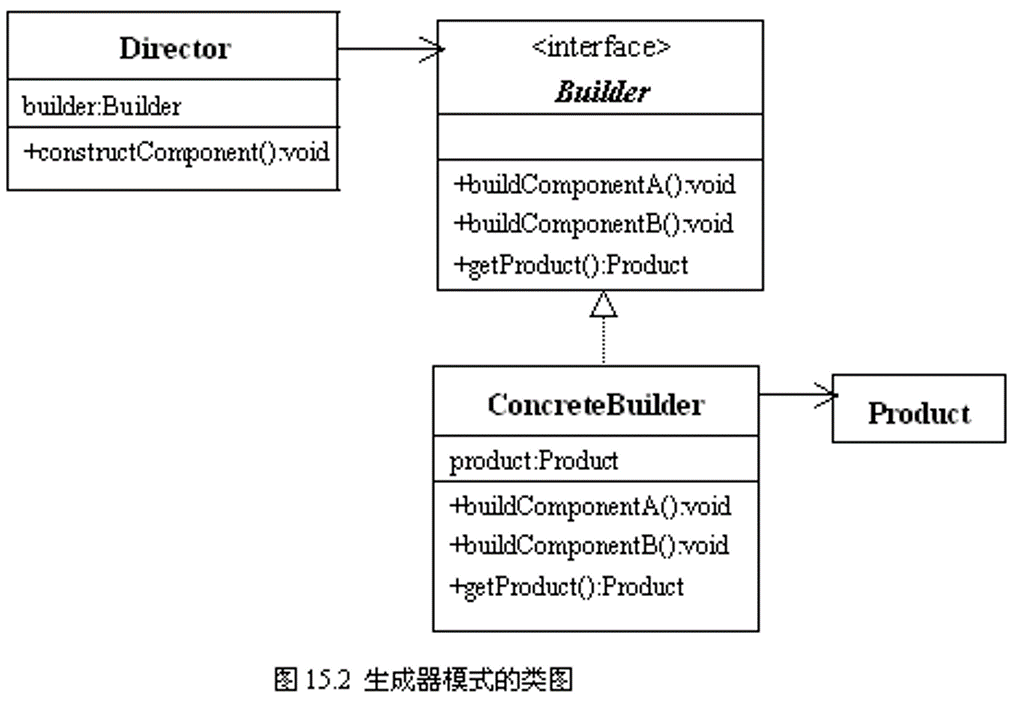 Director
builder:Builder
+constructComponent():void
<interface>
Builder
+buildComponentA():void
+buildComponentB():void
+getProduct():Product
ConcreteBuilder
product:Product
+buildComponentA():void
+buildComponentB():void
+getProduct():Product
Product
图 15.2 生成器模式的类图